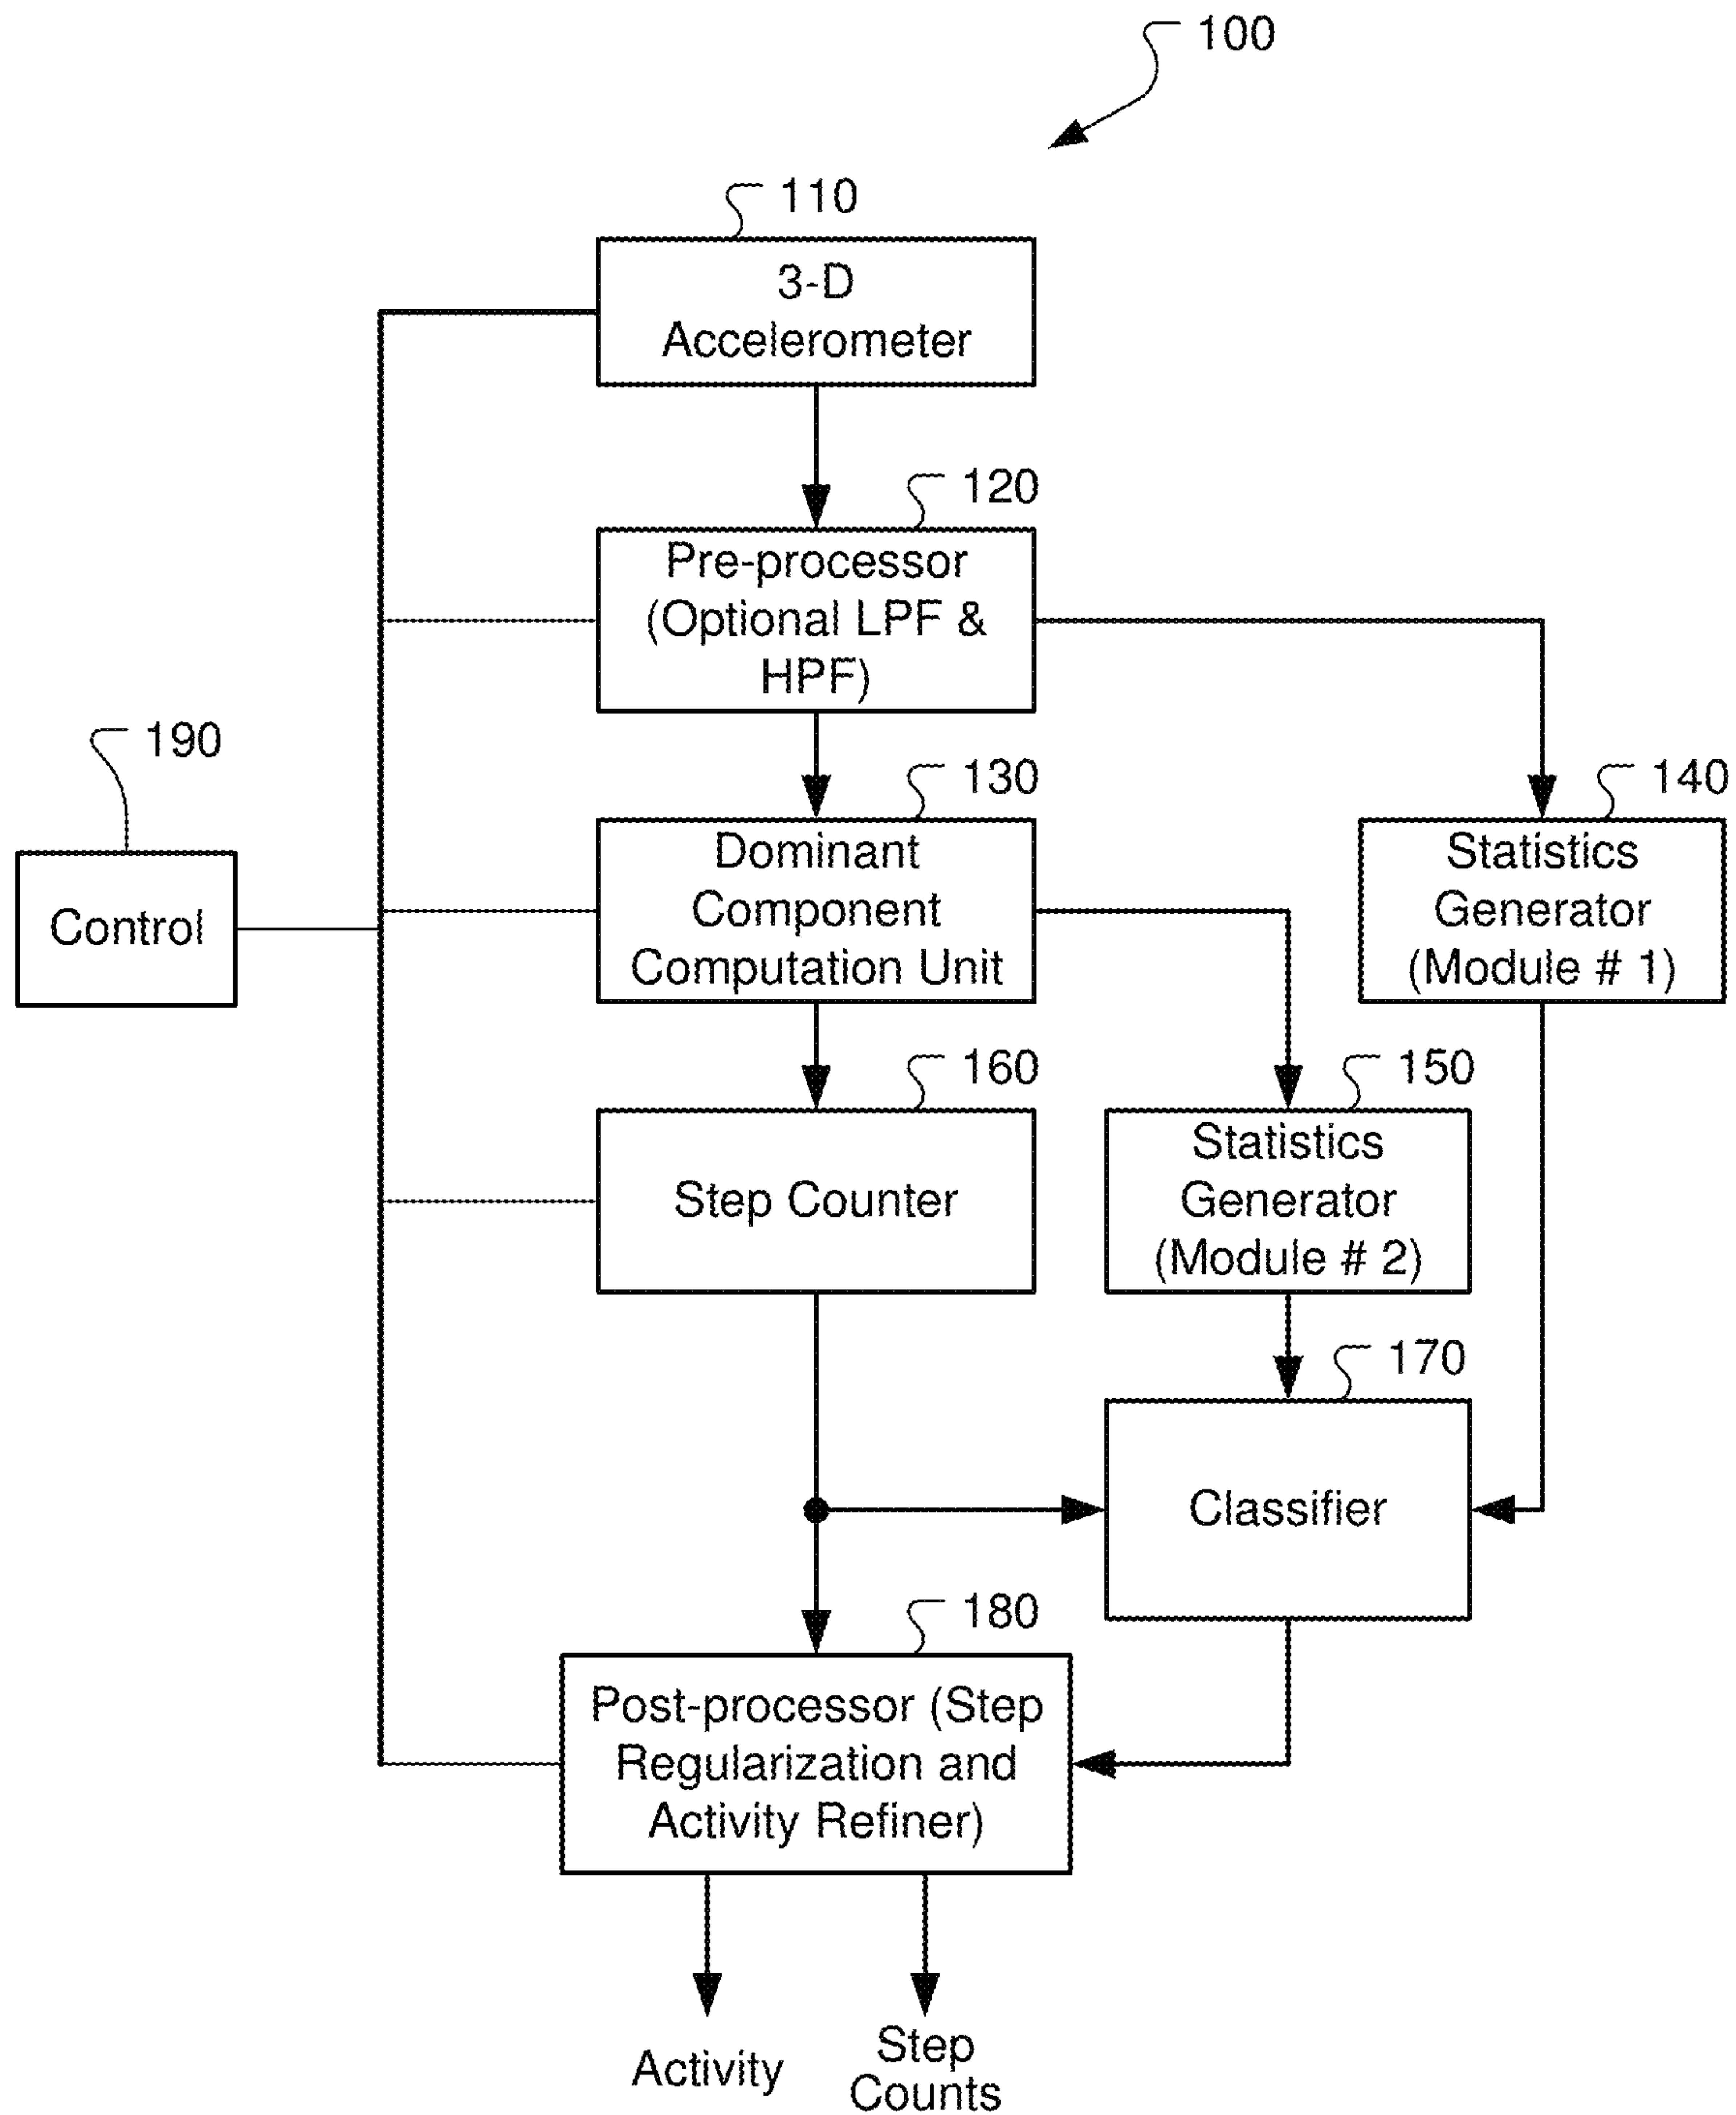 100
110
3-D
Accelerometer
120
Pre-processor
(Optional LPF &
HPF)
190
Control
130
Dominant
Component
Computation Unit
140
Statistics
Generator
(Module # 1)
160
Step Counter
150
Statistics
Generator
(Module # 2)
170
Classifier
180
Post-processor (Step
Regularization and
Activity Refiner)
Activity
Step
Counts